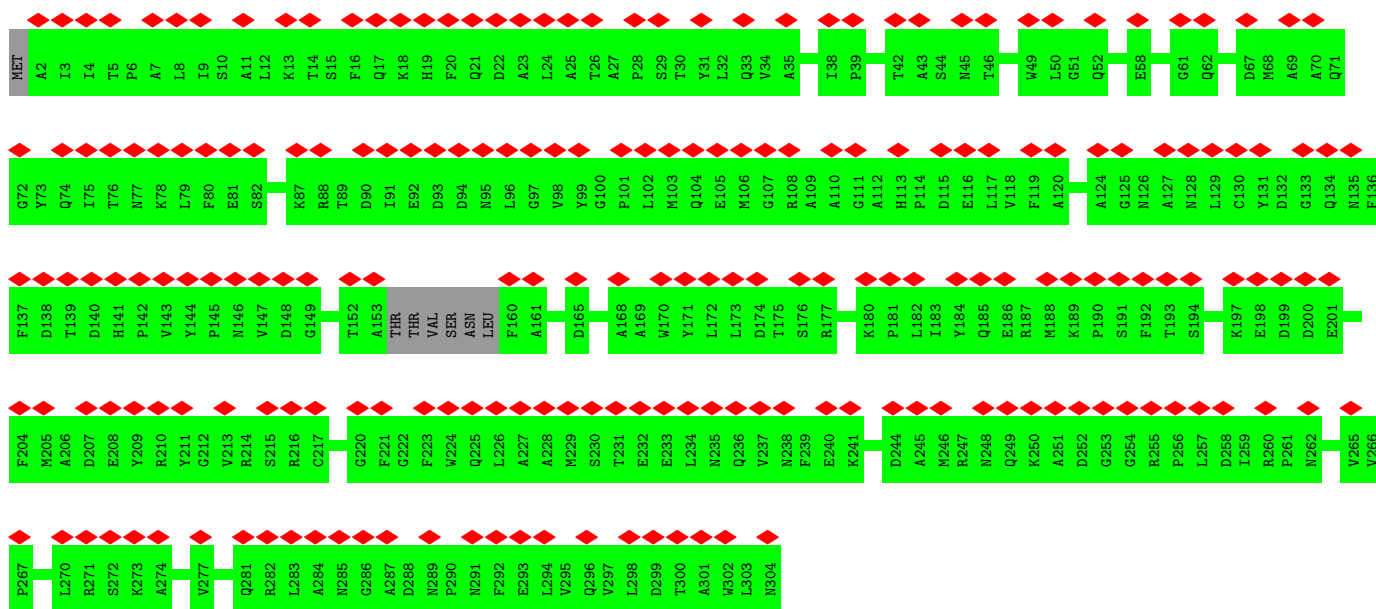 MET A2 I3 I4 T5 P6 A7 L8 I9 S10 A11 L12 K13 T14 S15 F16 Q17 K18 H19 F20 Q21 D22 A23 L24 A25 T26 A27 P28 S29 T30 Y31 L32 Q33 V34 A35 I38 P39 T42 A43 S44 N45 T46 W49 L50 G51 Q52 E58 G61 Q62 D67 M68 A69 A70 Q71
G72 Y73 Q74 I75 T76 N77 K78 L79 F80 E81 S82 K87 R88 T89 D90 I91 E92 D93 D94 N95 L96 G97 V98 Y99 G100 P101 L102 M103 Q104 E105 M106 G107 R108 A109 A110 G111 A112 H113 P114 D115 E116 L117 V118 F119 A120 A124 G125 N126 A127 N128 L129 C130 Y131 D132 G133 Q134 N135 F136
F137 D138 T139 D140 H141 P142 V143 Y144 P145 N146 V147 D148 G149 T152 A153 THR THR VAL SER ASN LEU F160 A161 D165 A168 A169 W170 Y171 L172 L173 D174 T175 S176 R177 K180 P181 L182 I183 Y184 Q185 E186 R187 M188 K189 P190 S191 F192 T193 S194 K197 E198 D199 D200 E201
F204 M205 A206 D207 E208 Y209 R210 Y211 G212 V213 R214 S215 R216 C217 G220 F221 G222 F223 W224 Q225 L226 A227 A228 M229 S230 T231 E232 E233 L234 N235 Q236 V237 N238 F239 E240 K241 D244 A245 M246 R247 N248 Q249 K250 A251 D252 G253 G254 R255 P256 L257 D258 I259 R260 P261 N262 V265 V266
P267 L270 R271 S272 K273 A274 V277 Q281 R282 L283 A284 N285 G286 A287 D288 N289 P290 N291 F292 E293 L294 V295 Q296 V297 L298 D299 T300 A301 W302 L303 N304